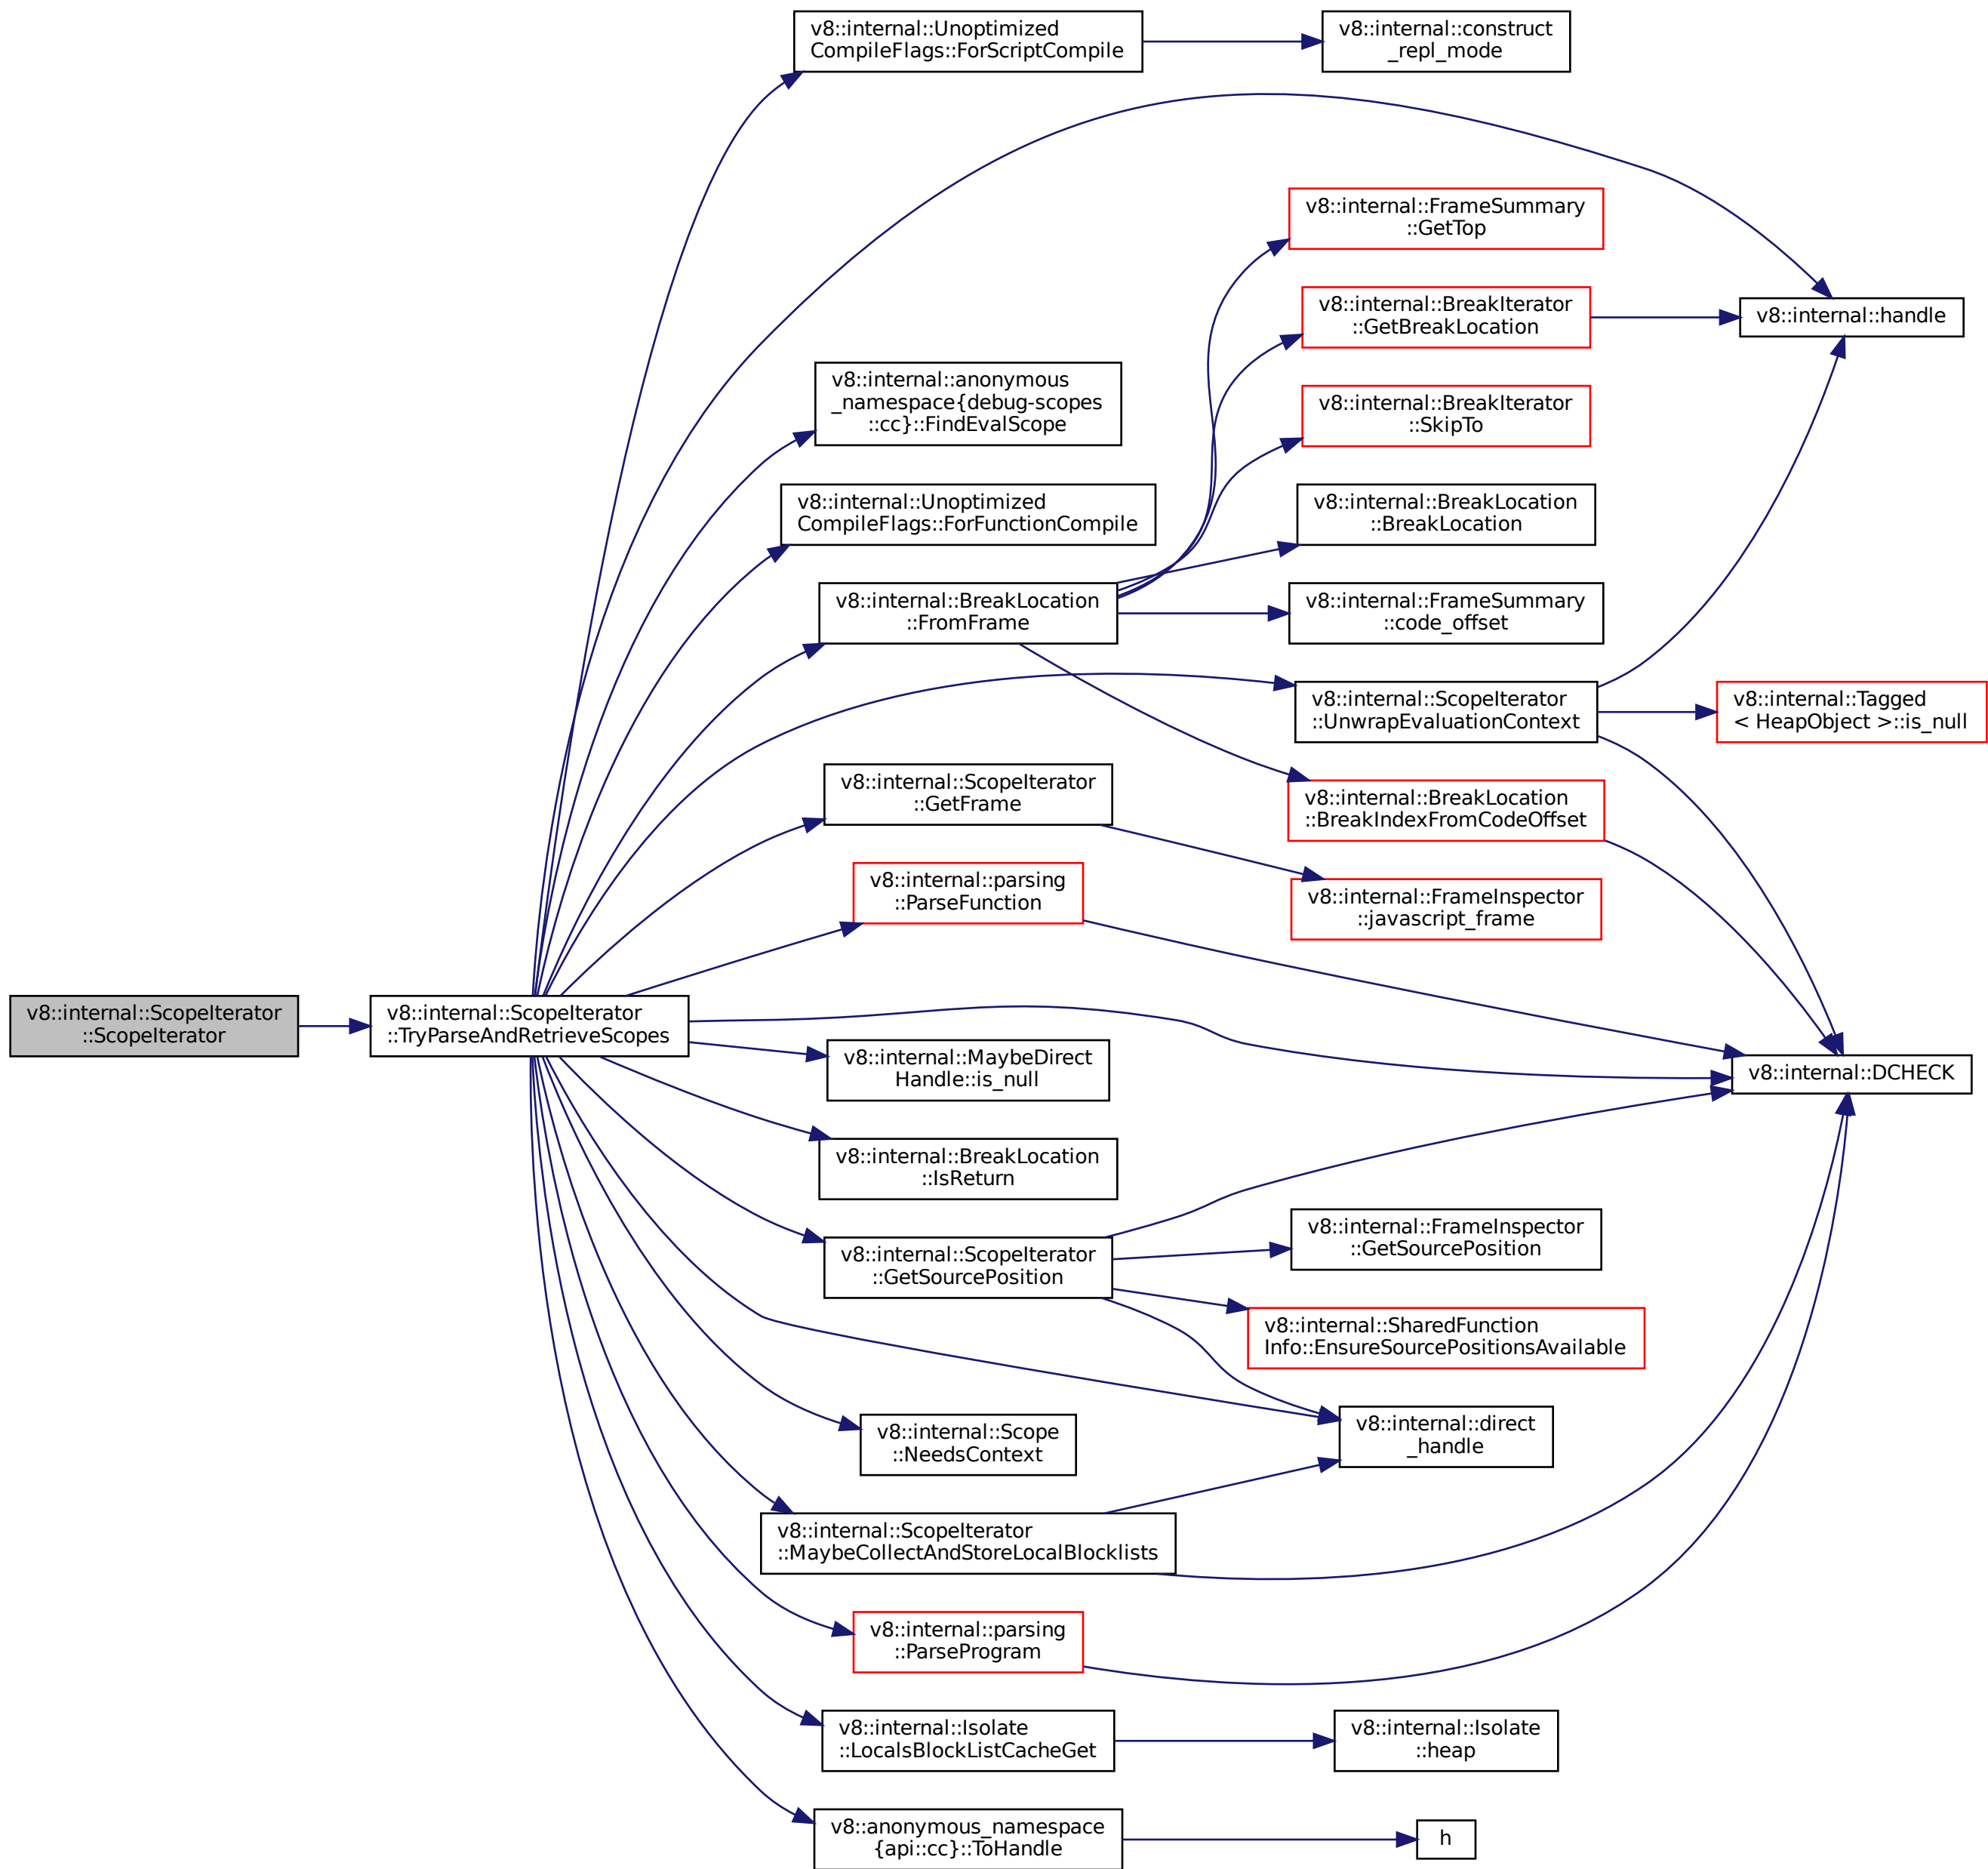 v8::internal::Unoptimized
CompileFlags::ForScriptCompile
v8::internal::construct
_repl_mode
v8::internal::FrameSummary
::GetTop
v8::internal::BreakIterator
::GetBreakLocation
v8::internal::handle
v8::internal::anonymous
_namespace{debug-scopes
::cc}::FindEvalScope
v8::internal::BreakIterator
::SkipTo
v8::internal::Unoptimized
CompileFlags::ForFunctionCompile
v8::internal::BreakLocation
::BreakLocation
v8::internal::BreakLocation
::FromFrame
v8::internal::FrameSummary
::code_offset
v8::internal::ScopeIterator
::UnwrapEvaluationContext
v8::internal::Tagged
< HeapObject >::is_null
v8::internal::ScopeIterator
::GetFrame
v8::internal::BreakLocation
::BreakIndexFromCodeOffset
v8::internal::parsing
::ParseFunction
v8::internal::FrameInspector
::javascript_frame
v8::internal::ScopeIterator
::ScopeIterator
v8::internal::ScopeIterator
::TryParseAndRetrieveScopes
v8::internal::MaybeDirect
Handle::is_null
v8::internal::DCHECK
v8::internal::BreakLocation
::IsReturn
v8::internal::ScopeIterator
::GetSourcePosition
v8::internal::FrameInspector
::GetSourcePosition
v8::internal::SharedFunction
Info::EnsureSourcePositionsAvailable
v8::internal::Scope
::NeedsContext
v8::internal::direct
_handle
v8::internal::ScopeIterator
::MaybeCollectAndStoreLocalBlocklists
v8::internal::parsing
::ParseProgram
v8::internal::Isolate
::LocalsBlockListCacheGet
v8::internal::Isolate
::heap
v8::anonymous_namespace
{api::cc}::ToHandle
h